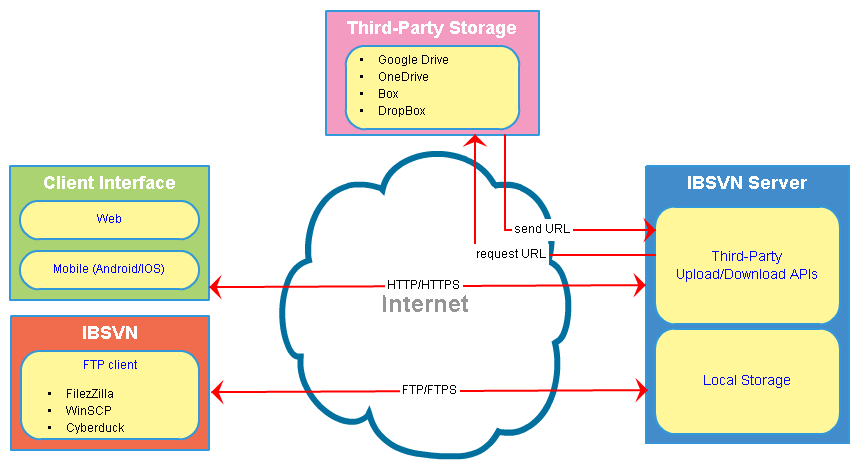 Third-Party Storage
• Google Drive
• OneDrive
• Box
• DropBox
Client Interface
Web
Mobile (Android/IOS)
IBSVN
FTP client
• FilezZilla
• WinSCP
• Cyberduck
send URL
request URL
HTTP/HTTPS
Internet
FTP/FTPS
IBSVN Server
Third-Party
Upload/Download APIs
Local Storage